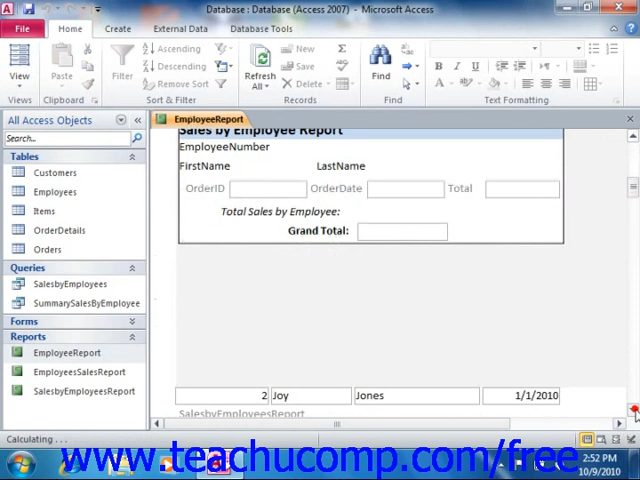 Database : Database (Access 2007) - Microsoft Access
File Home Create External Data Database Tools
View Paste Filter Ascending Descending Remove Sort Refresh All New Save Delete Find
Views Clipboard Sort & Filter Records Find Text Formatting
All Access Objects
Search...
Tables
Customers
Employees
Items
OrderDetails
Orders
Queries
SalesbyEmployees
SummarySalesByEmployee
Forms
Reports
EmployeeReport
EmployeesSalesReport
SalesbyEmployeesReport
EmployeeReport
Sales by Employee Report
EmployeeNumber
FirstName LastName
OrderID OrderDate Total
Total Sales by Employee:
Grand Total:
2 Joy Jones 1/1/2010
SalesbyEmployeesReport
Calculating . . .
www.teachucomp.com/free
2:52 PM
10/9/2010